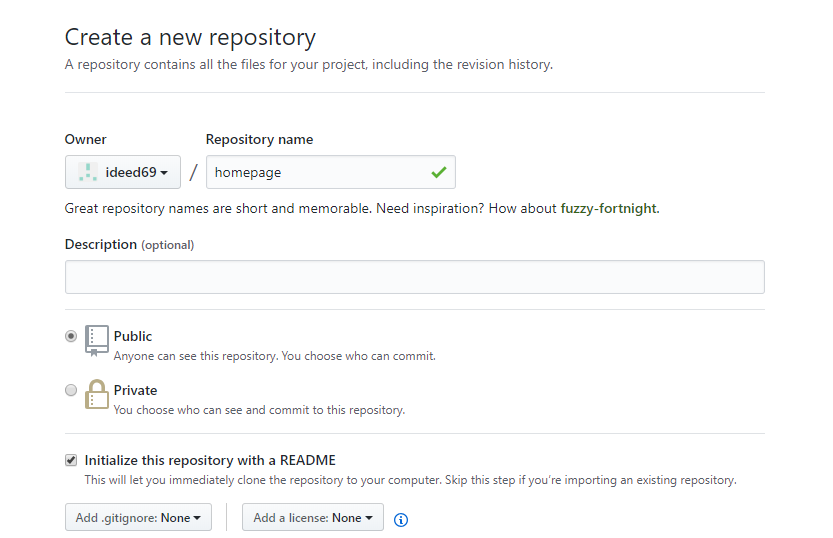 Create a new repository
A repository contains all the files for your project, including the revision history.
Owner
Repository name
ideed69 / homepage
Great repository names are short and memorable. Need inspiration? How about fuzzy-fortnight.
Description (optional)
Public
Anyone can see this repository. You choose who can commit.
Private
You choose who can see and commit to this repository.
Initialize this repository with a README
This will let you immediately clone the repository to your computer. Skip this step if you're importing an existing repository.
Add .gitignore: None
Add a license: None